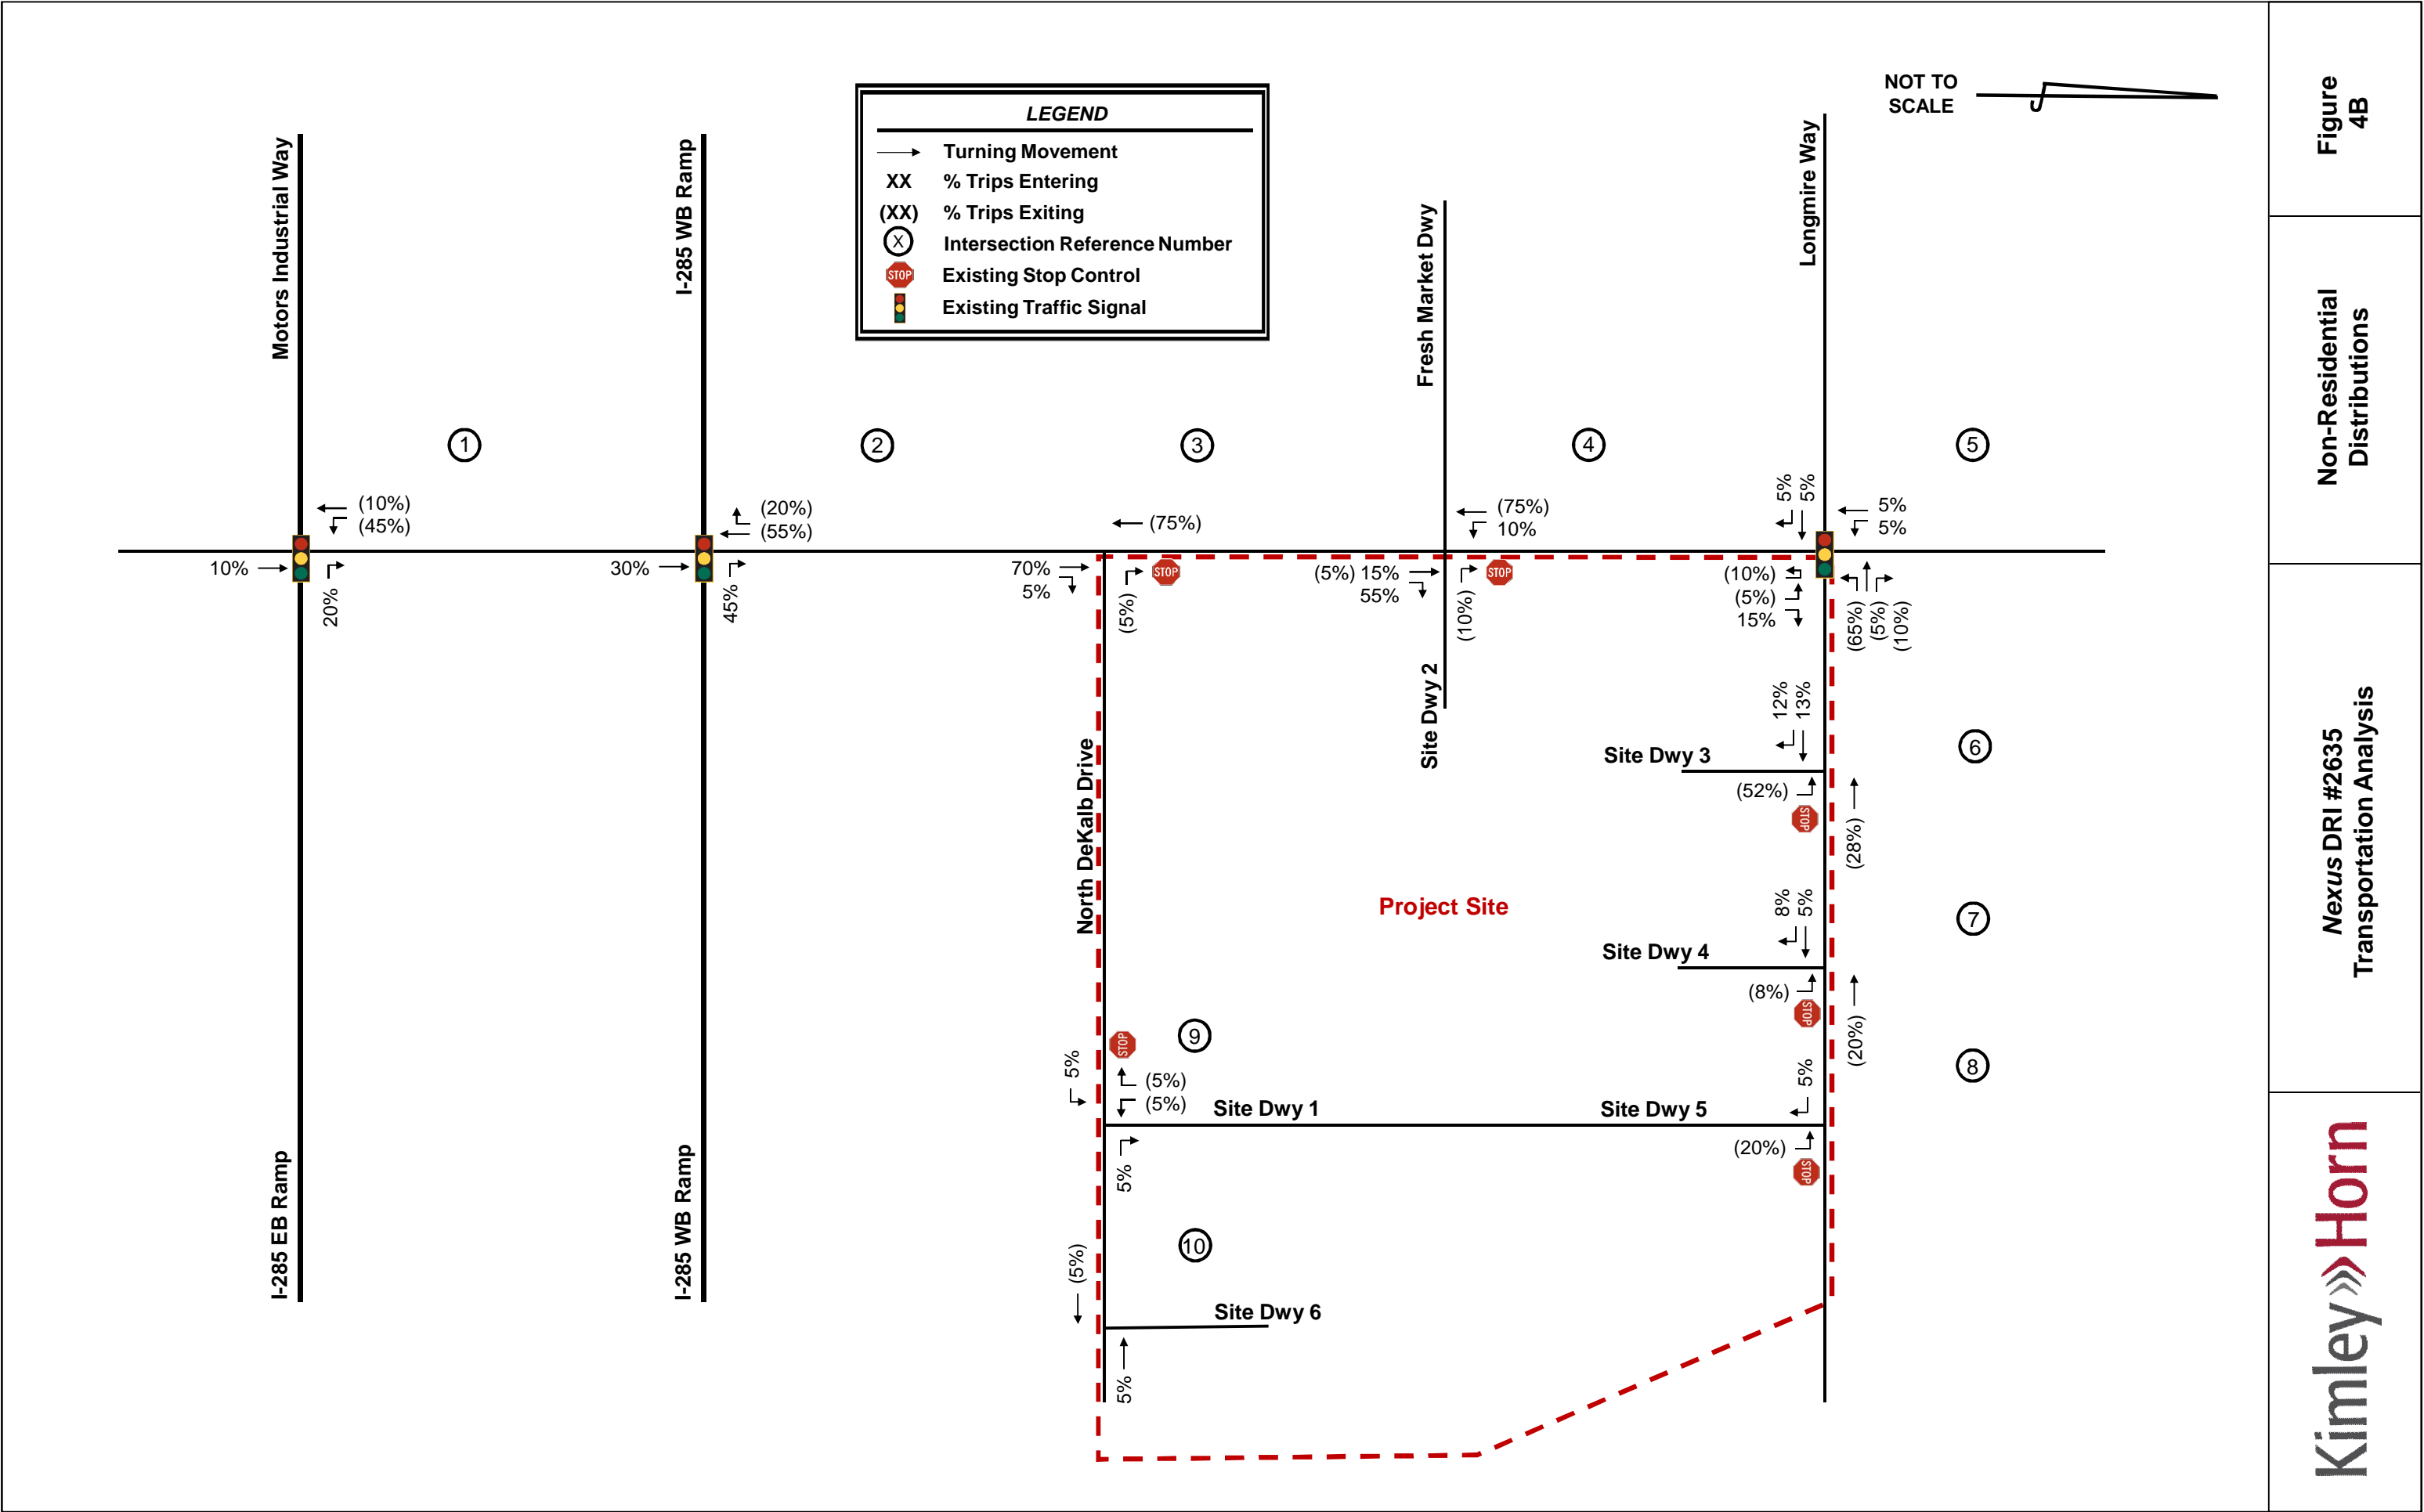 NOT TO
SCALE
LEGEND
Turning Movement
XX % Trips Entering
(XX) % Trips Exiting
X Intersection Reference Number
STOP Existing Stop Control
Existing Traffic Signal
Motors Industrial Way
I-285 WB Ramp
Fresh Market Dwy
Longmire Way
1
2
3
4
5
(10%)
(45%)
10%
20%
(20%)
(55%)
30%
45%
(75%)
70%
5%
(5%)
STOP
(75%)
10%
(5%) 15%
55%
(10%)
STOP
5%
5%
5%
5%
(10%)
(5%)
15%
(65%)
(5%)
(10%)
Site Dwy 2
North DeKalb Drive
12%
13%
Site Dwy 3
(52%)
STOP
(28%)
6
Project Site
8%
5%
Site Dwy 4
(8%)
STOP
(20%)
7
8
STOP
9
5%
(5%)
(5%)
Site Dwy 1
Site Dwy 5
5%
5%
(20%)
STOP
I-285 EB Ramp
I-285 WB Ramp
10
(5%)
Site Dwy 6
5%
Figure
4B
Non-Residential
Distributions
Nexus DRI #2635
Transportation Analysis
Kimley»Horn